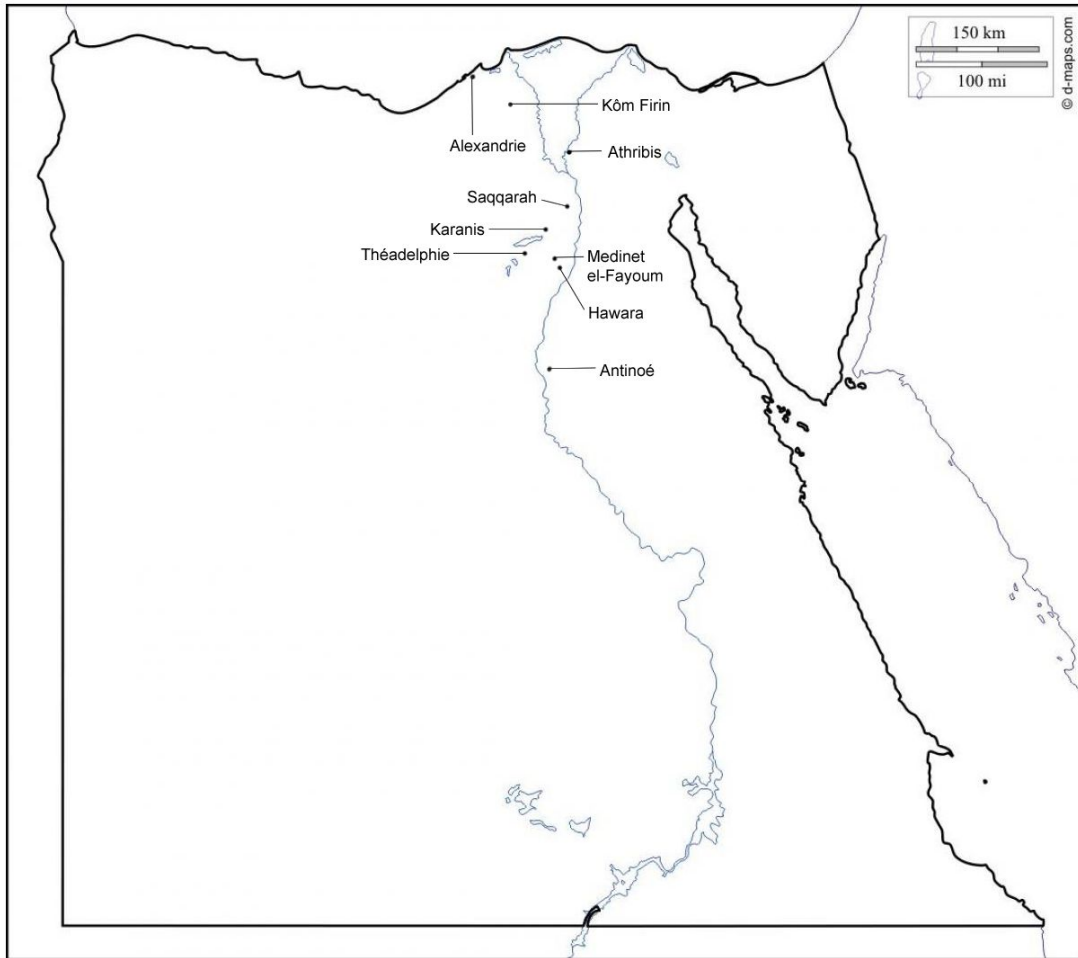 150 km
100 mi
© d-maps.com
Kôm Firin
Alexandrie
Athribis
Saqqarah
Karanis
Théadelphie
Medinet
el-Fayoum
Hawara
Antinoé